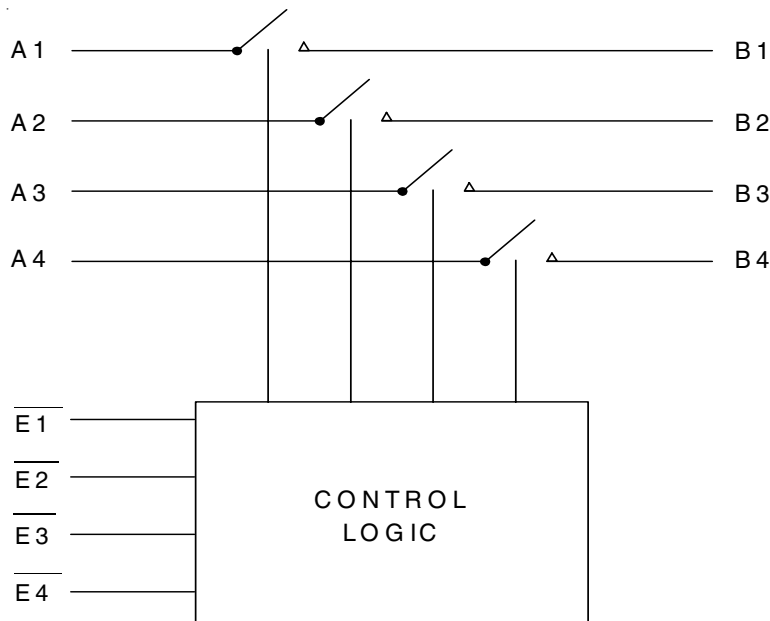 A1 B1
A2 B2
A3 B3
A4 B4
E1
E2
CONTROL
E3
LOGIC
E4